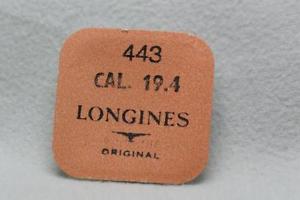 443
CAL. 19.4
LONGINES
ORIGINAL